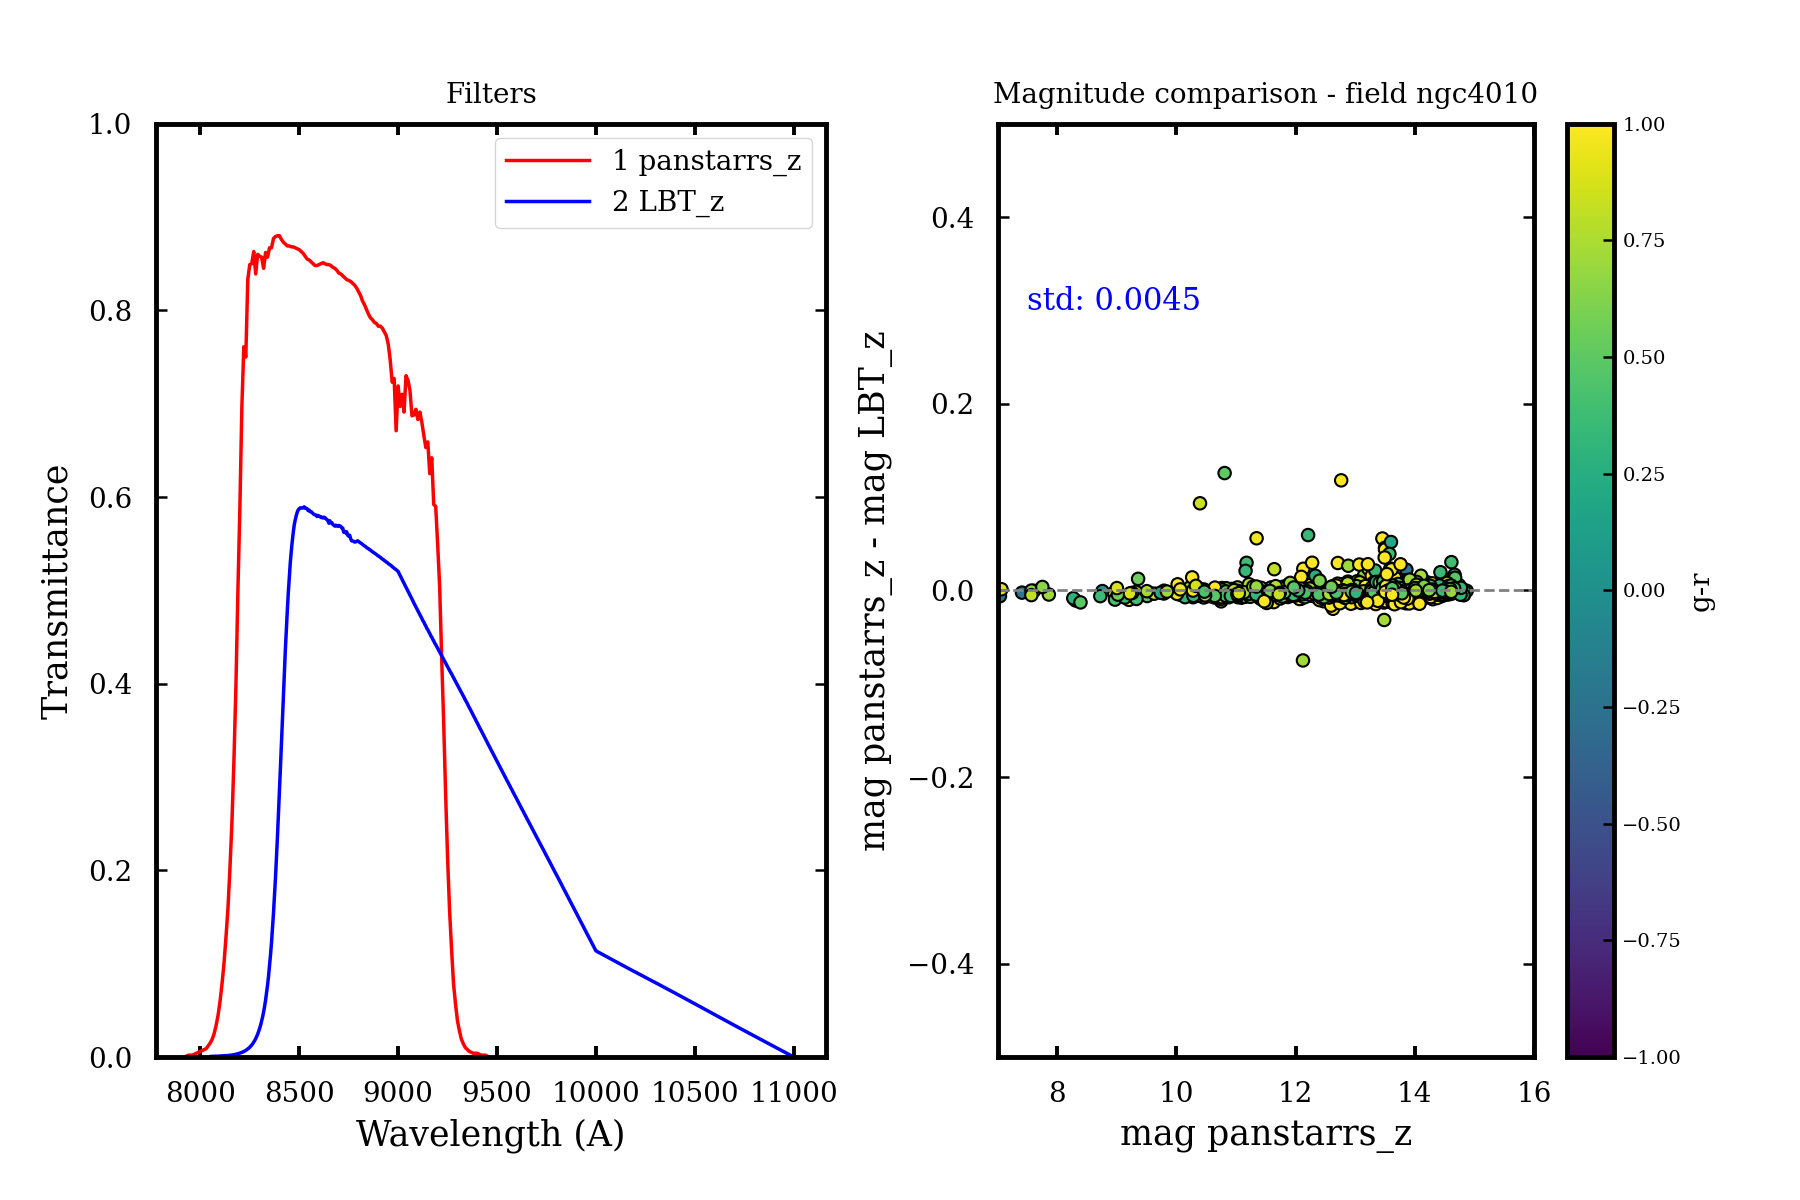 Filters
1.0
0.8
0.6
0.4
0.2
0.0
Transmittance
1 panstarrs_z
2 LBT_z
8000 8500 9000 9500 10000 10500 11000
Wavelength (A)
Magnitude comparison - field ngc4010
0.4
0.2
0.0
−0.2
−0.4
mag panstarrs_z - mag LBT_z
std: 0.0045
8 10 12 14 16
mag panstarrs_z
1.00
0.75
0.50
0.25
0.00
−0.25
−0.50
−0.75
−1.00
g-r